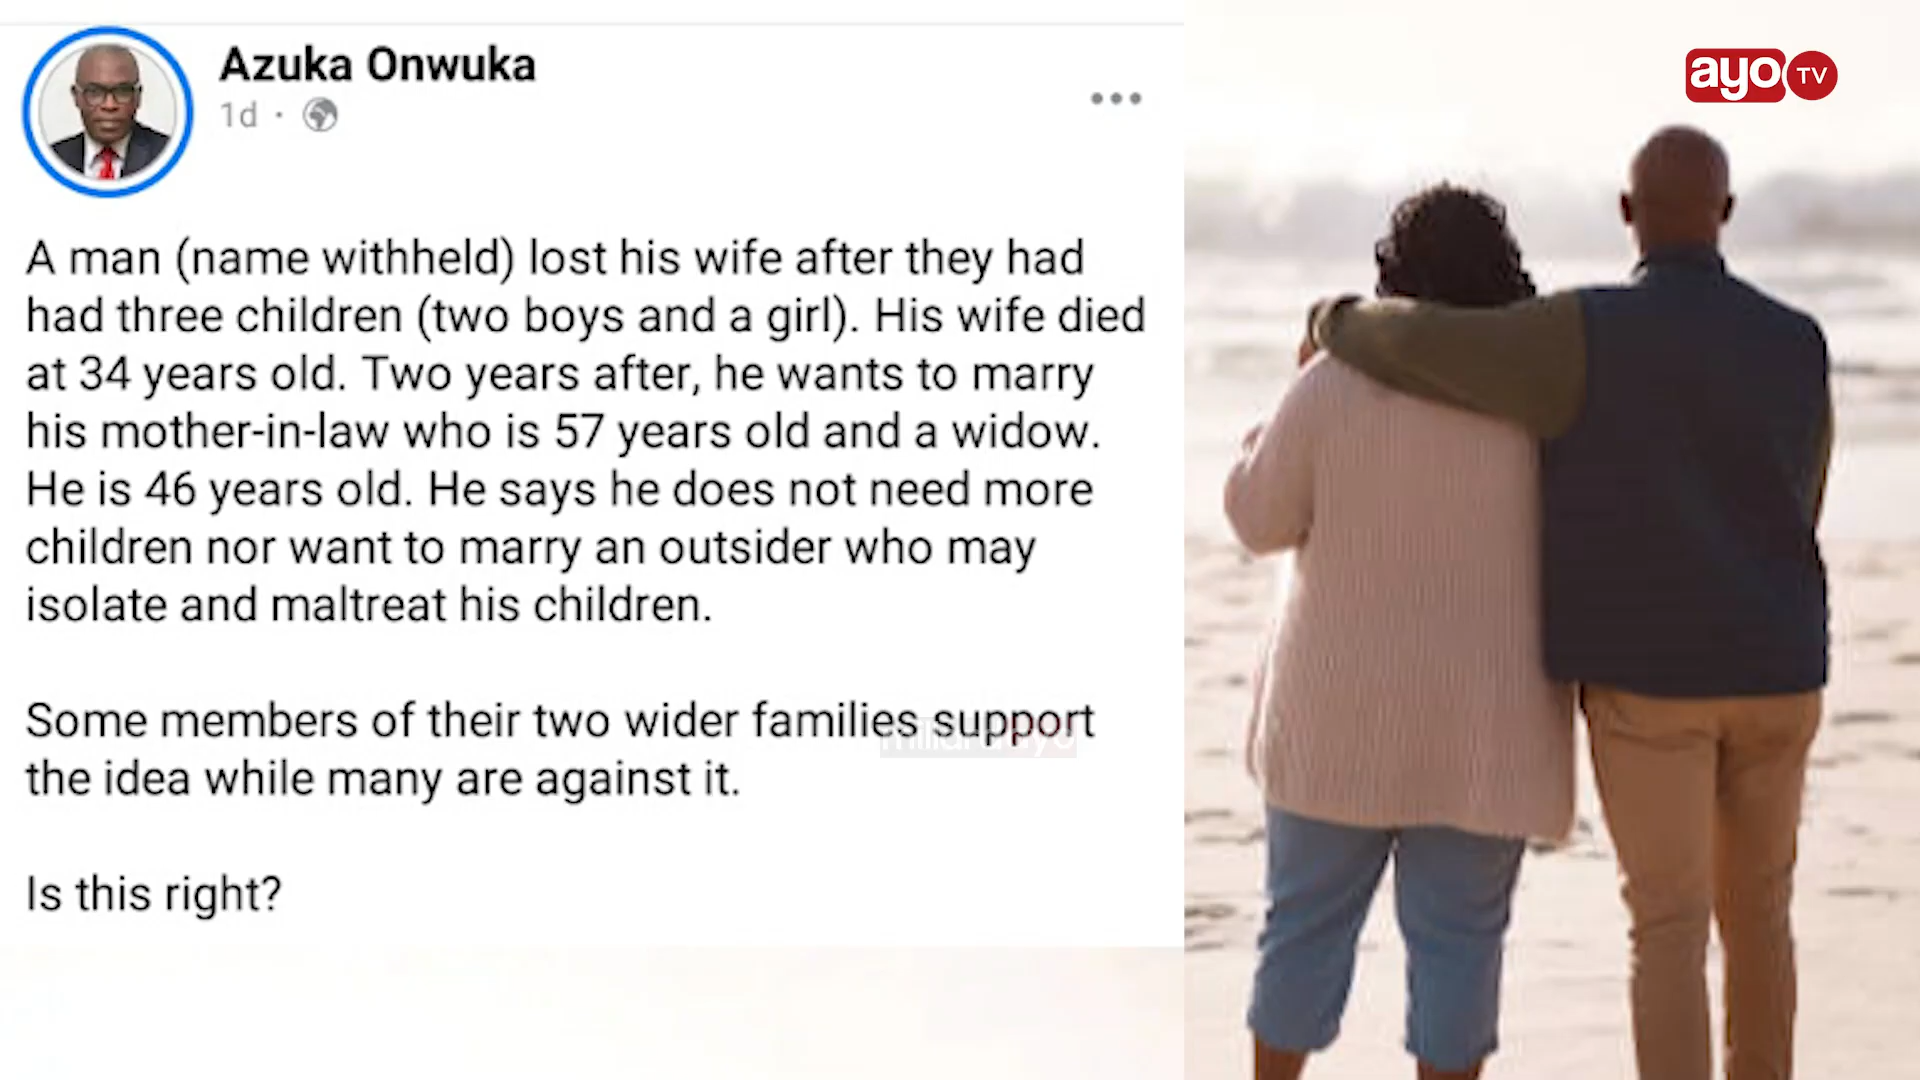 Azuka Onwuka
1d ·
A man (name withheld) lost his wife after they had
had three children (two boys and a girl). His wife died
at 34 years old. Two years after, he wants to marry
his mother-in-law who is 57 years old and a widow.
He is 46 years old. He says he does not need more
children nor want to marry an outsider who may
isolate and maltreat his children.
Some members of their two wider families support
the idea while many are against it.
Is this right?
ayo TV
millardayo